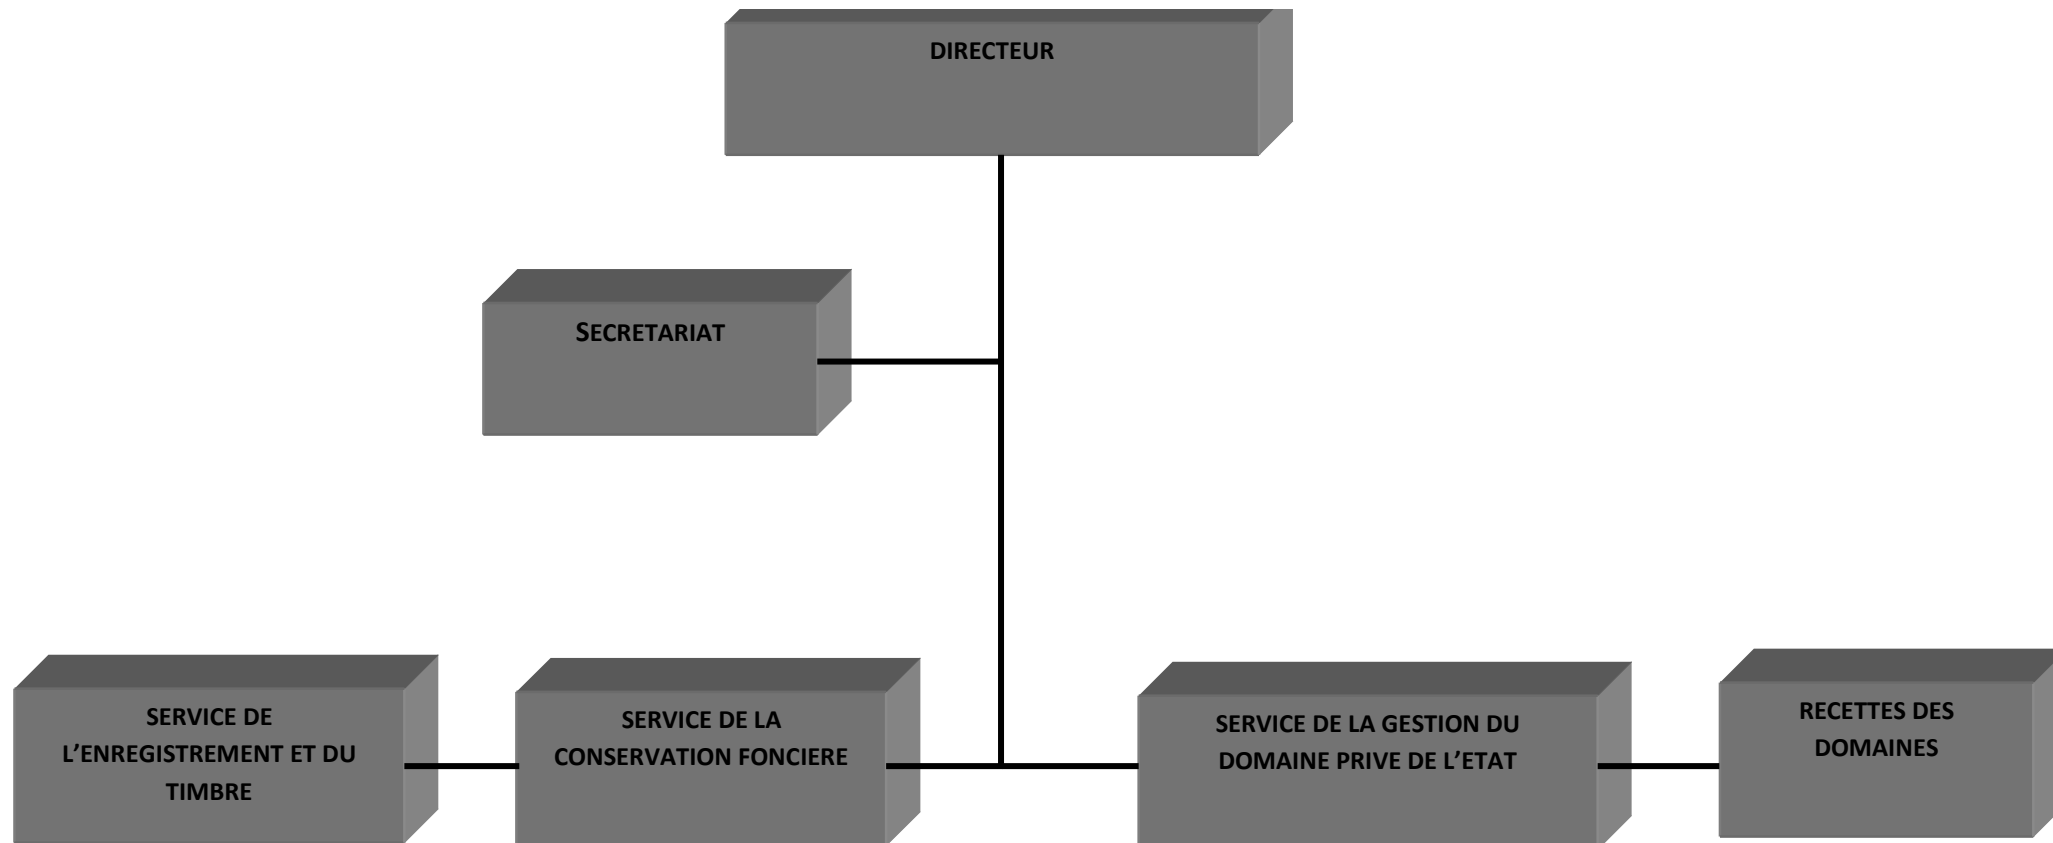 DIRECTEUR
SECRETARIAT
SERVICE DE
L’ENREGISTREMENT ET DU
TIMBRE
SERVICE DE LA
CONSERVATION FONCIERE
SERVICE DE LA GESTION DU
DOMAINE PRIVE DE L’ETAT
RECETTES DES
DOMAINES